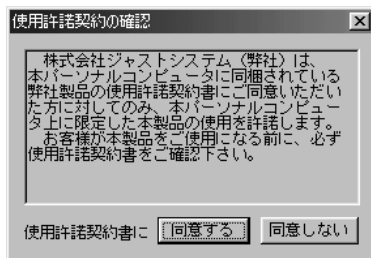 使用許諾契約の確認
　株式会社ジャストシステム（弊社）は、
本パーソナルコンピュータに同梱されている
弊社製品の使用許諾契約書にご同意いただい
た方に対してのみ、本パーソナルコンピュー
タ上に限定した本製品の使用を許諾します。
　お客様が本製品をご使用になる前に、必ず
使用許諾契約書をご確認下さい。
使用許諾契約書に 同意する 同意しない